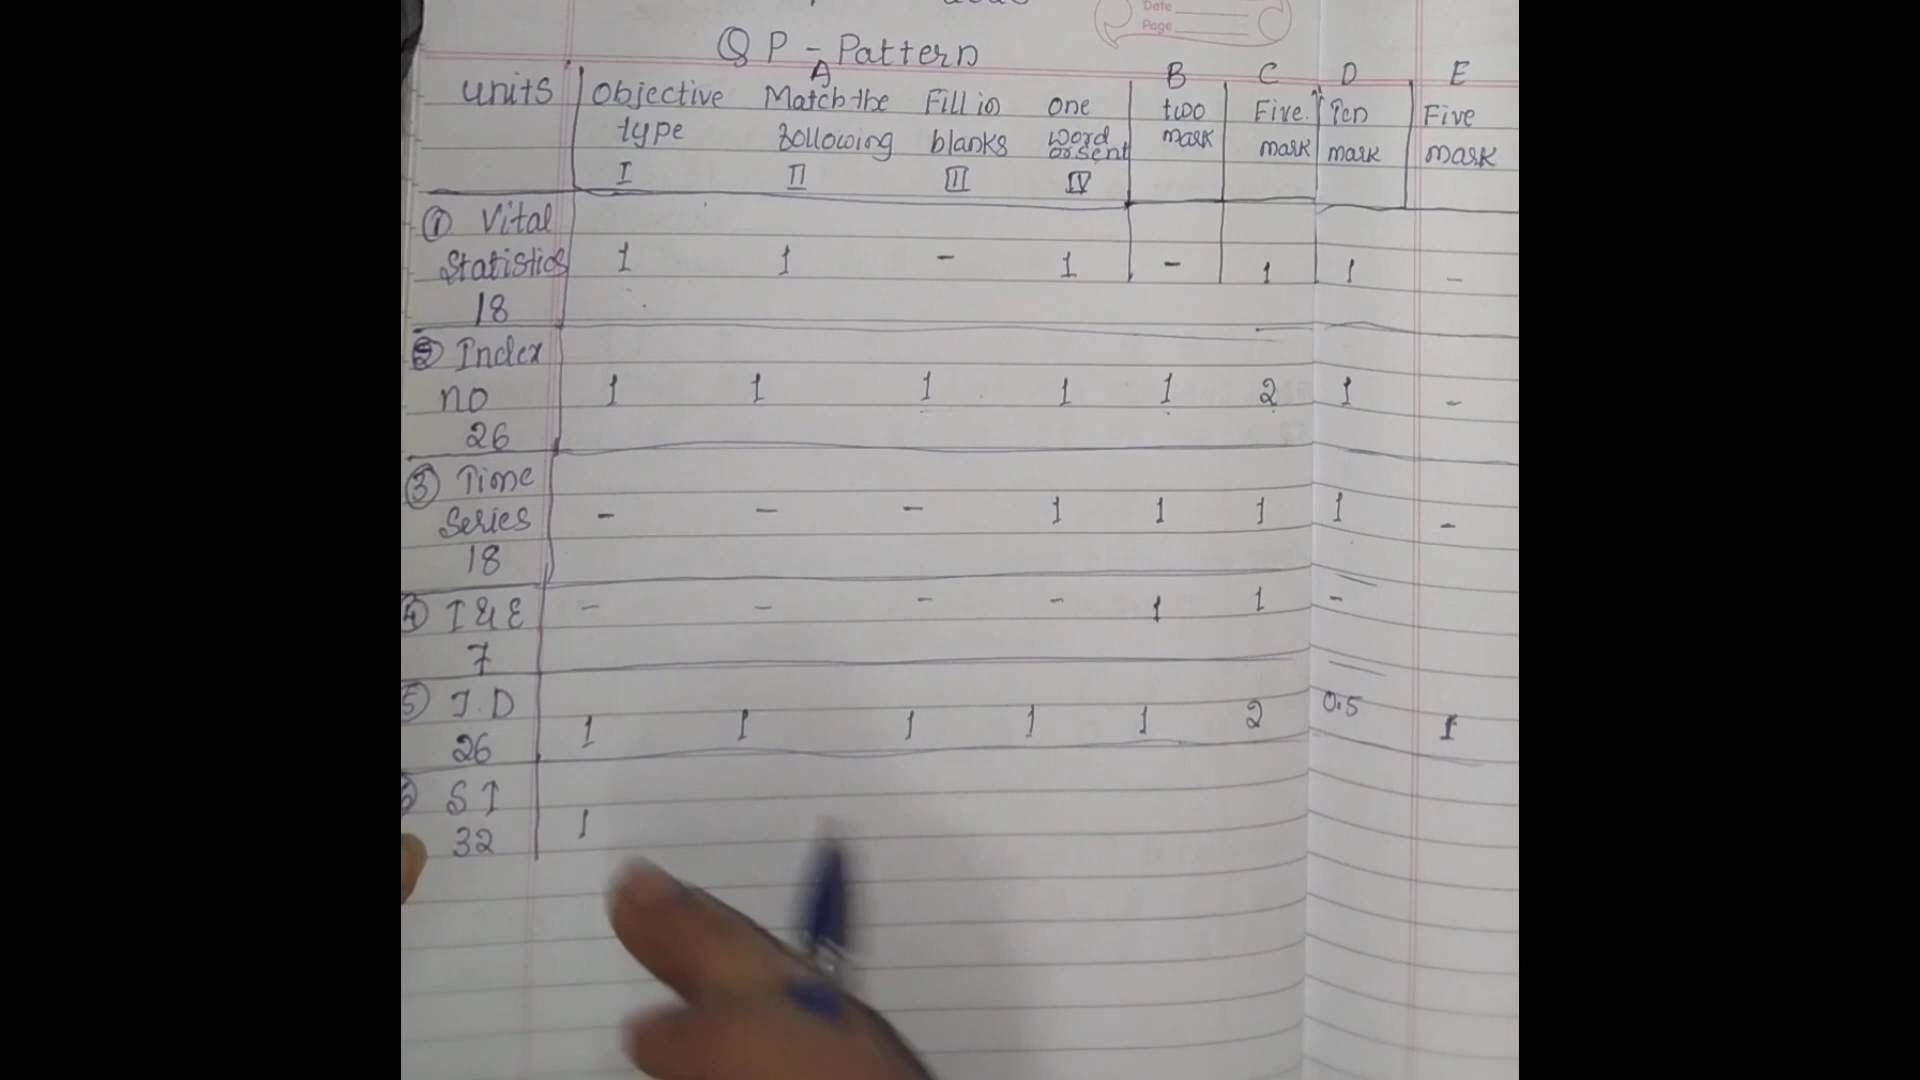 Date
Page
QP - Pattern
A B C D E
units Objective Match the Fill in one two Five Ten Five
type following blanks word or sent mark mark mark mark
I II III IV
① Vital
Statistics 1 1 - 1 - 1 1 -
18
② Index
no 1 1 1 1 1 2 1 -
26
③ Time
Series - - - 1 1 1 1 -
18
④ I & E - - - - 1 1 -
7
⑤ T.D 1 1 1 1 1 2 0.5 1
26
S I 1
32